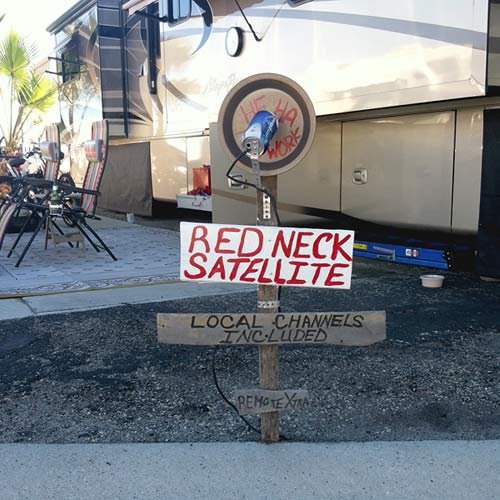 HE HA
WORK
RED NECK
SATELLITE
LOCAL CHANNELS
INCLUDED
REMOTE XTRA